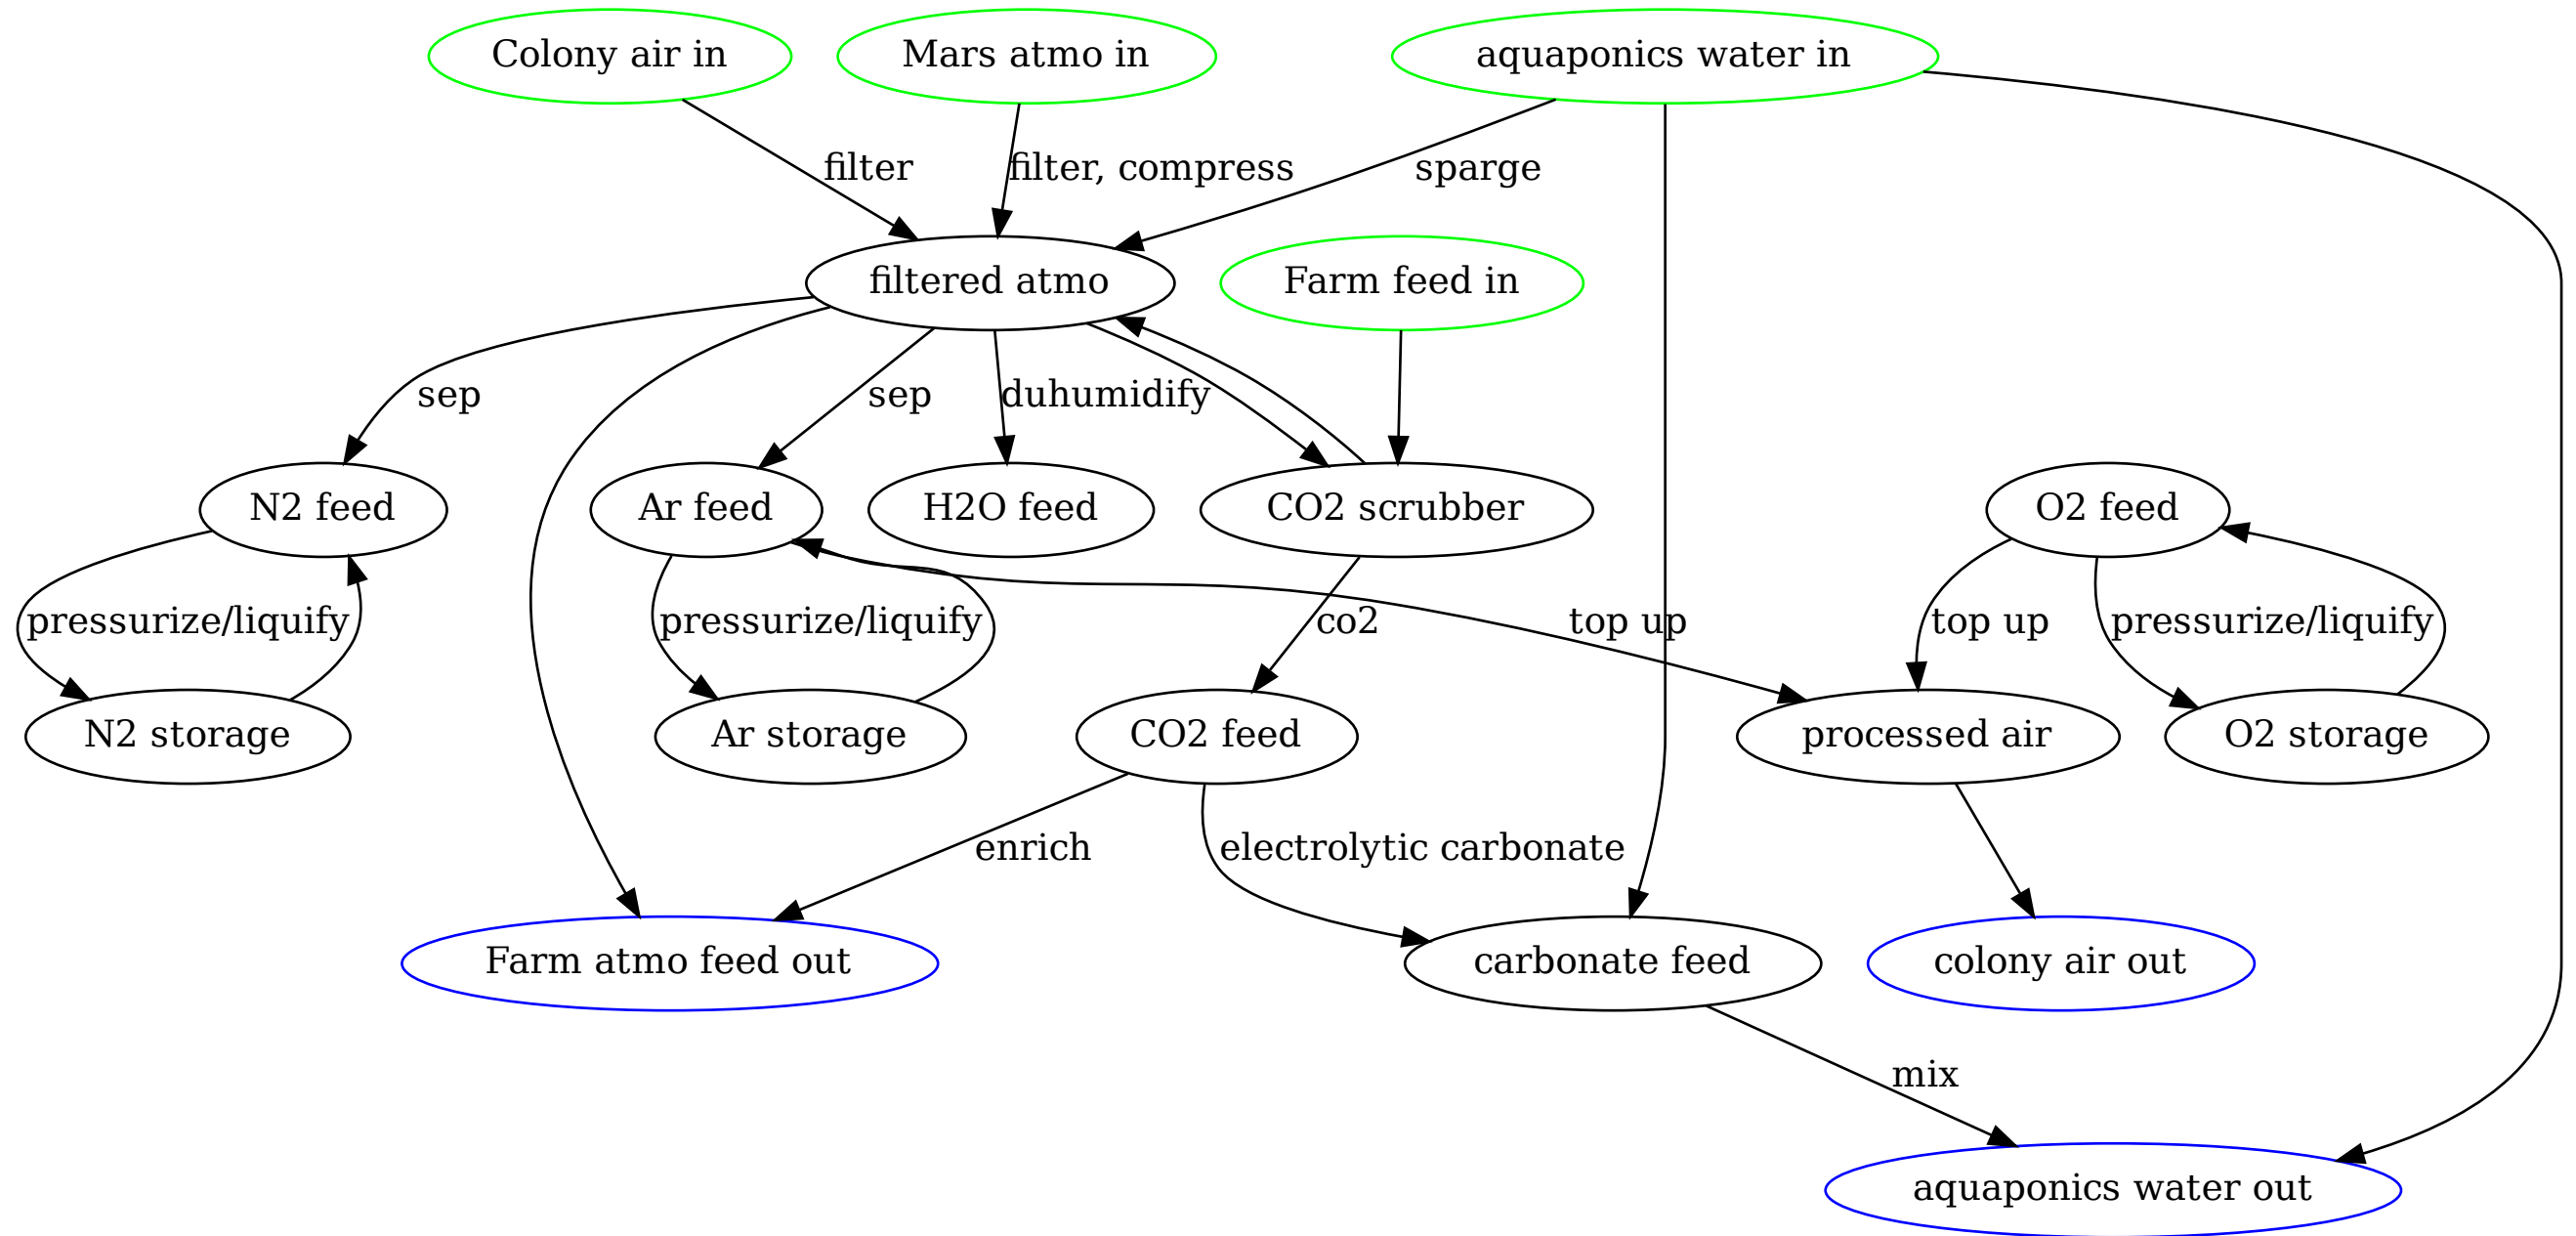 Colony air in
Mars atmo in
aquaponics water in
filter
filter, compress
sparge
filtered atmo
Farm feed in
sep
sep
duhumidify
N2 feed
Ar feed
H2O feed
CO2 scrubber
O2 feed
pressurize/liquify
pressurize/liquify
co2
top up
top up
pressurize/liquify
N2 storage
Ar storage
CO2 feed
processed air
O2 storage
enrich
electrolytic carbonate
Farm atmo feed out
carbonate feed
colony air out
mix
aquaponics water out